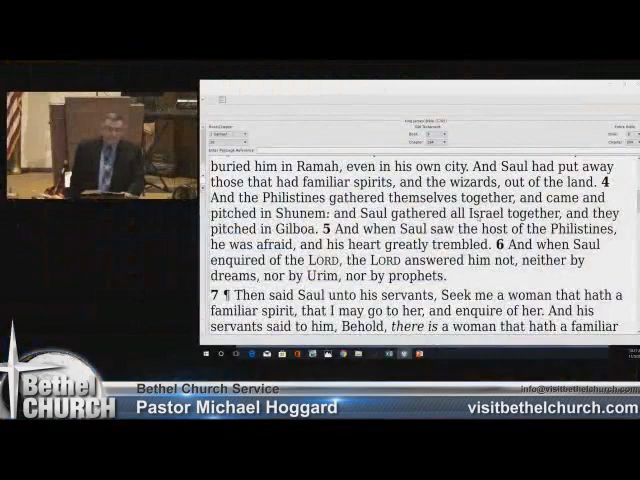 King James Bible (1769)
Old Testament
buried him in Ramah, even in his own city. And Saul had put away
those that had familiar spirits, and the wizards, out of the land. 4
And the Philistines gathered themselves together, and came and
pitched in Shunem: and Saul gathered all Israel together, and they
pitched in Gilboa. 5 And when Saul saw the host of the Philistines,
he was afraid, and his heart greatly trembled. 6 And when Saul
enquired of the LORD, the LORD answered him not, neither by
dreams, nor by Urim, nor by prophets.
7 ¶ Then said Saul unto his servants, Seek me a woman that hath a
familiar spirit, that I may go to her, and enquire of her. And his
servants said to him, Behold, there is a woman that hath a familiar
Bethel
CHURCH
Bethel Church Service
info@visitbethelchurch.com
Pastor Michael Hoggard
visitbethelchurch.com